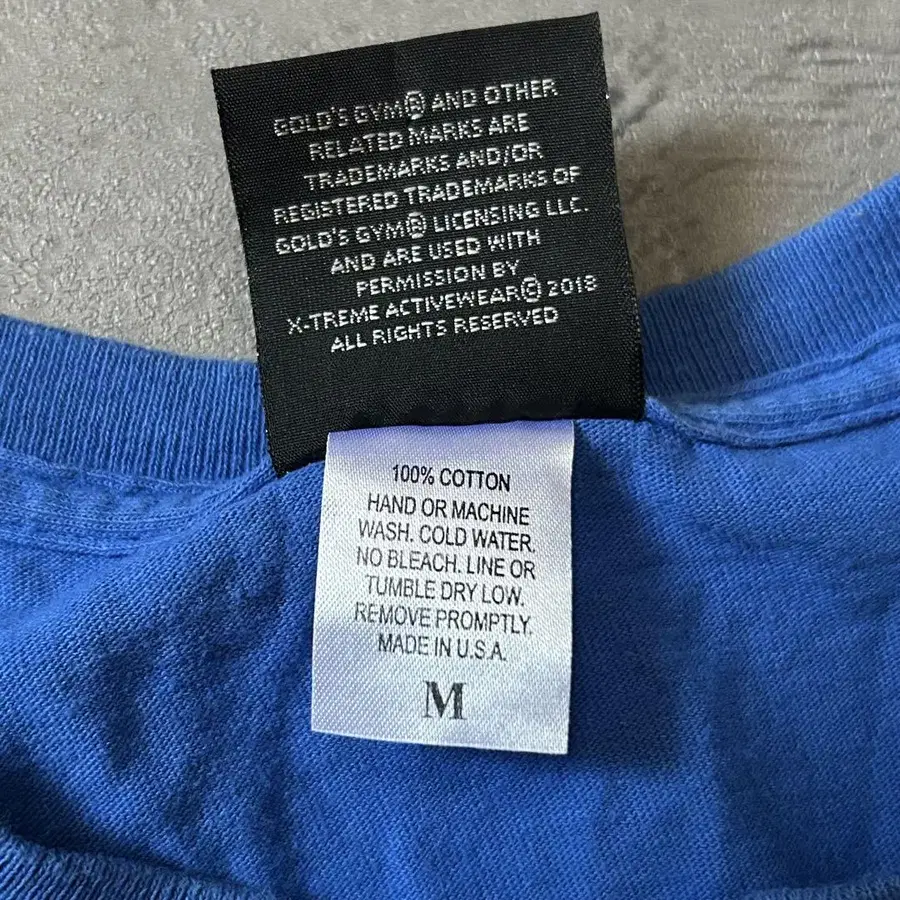 GOLD'S GYM® AND OTHER
RELATED MARKS ARE
TRADEMARKS AND/OR
REGISTERED TRADEMARKS OF
GOLD'S GYM® LICENSING LLC.
AND ARE USED WITH
PERMISSION BY
X-TREME ACTIVEWEAR© 2018
ALL RIGHTS RESERVED
100% COTTON
HAND OR MACHINE
WASH. COLD WATER.
NO BLEACH. LINE OR
TUMBLE DRY LOW.
REMOVE PROMPTLY.
MADE IN U.S.A.
M